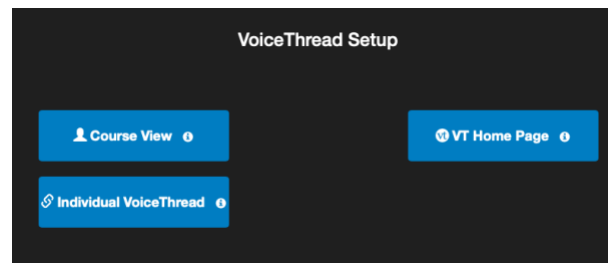 VoiceThread Setup
Course View
VT Home Page
Individual VoiceThread